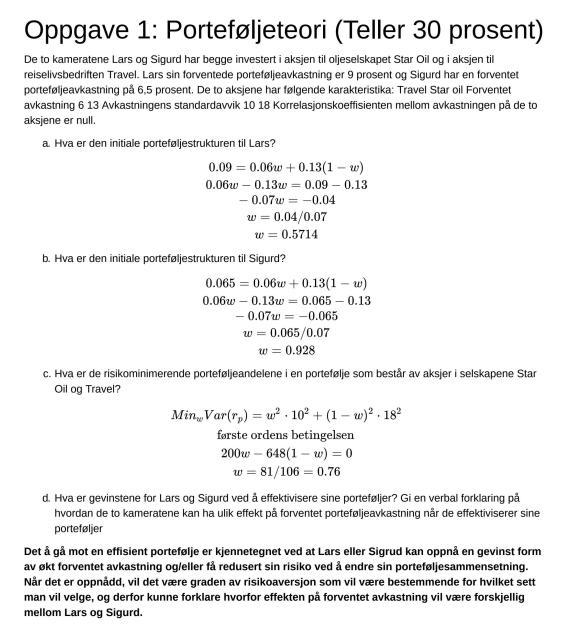 Oppgave 1: Porteføljeteori (Teller 30 prosent)
De to kameratene Lars og Sigurd har begge investert i aksjen til oljeselskapet Star Oil og i aksjen til
reiselivsbedriften Travel. Lars sin forventede porteføljeavkastning er 9 prosent og Sigurd har en forventet
porteføljeavkastning på 6,5 prosent. De to aksjene har følgende karakteristika: Travel Star oil Forventet
avkastning 6 13 Avkastningens standardavvik 10 18 Korrelasjonskoeffisienten mellom avkastningen på de to
aksjene er null.
a. Hva er den initiale porteføljestrukturen til Lars?
0.09 = 0.06w + 0.13(1 − w)
0.06w − 0.13w = 0.09 − 0.13
− 0.07w = −0.04
w = 0.04/0.07
w = 0.5714
b. Hva er den initiale porteføljestrukturen til Sigurd?
0.065 = 0.06w + 0.13(1 − w)
0.06w − 0.13w = 0.065 − 0.13
− 0.07w = −0.065
w = 0.065/0.07
w = 0.928
c. Hva er de risikominimerende porteføljeandelene i en portefølje som består av aksjer i selskapene Star
Oil og Travel?
Min_wVar(r_p) = w² · 10² + (1 − w)² · 18²
første ordens betingelsen
200w − 648(1 − w) = 0
w = 81/106 = 0.76
d. Hva er gevinstene for Lars og Sigurd ved å effektivisere sine porteføljer? Gi en verbal forklaring på
hvordan de to kameratene kan ha ulik effekt på forventet porteføljeavkastning når de effektiviserer sine
porteføljer
Det å gå mot en effisient portefølje er kjennetegnet ved at Lars eller Sigrud kan oppnå en gevinst form
av økt forventet avkastning og/eller få redusert sin risiko ved å endre sin porteføljesammensetning.
Når det er oppnådd, vil det være graden av risikoaversjon som vil være bestemmende for hvilket sett
man vil velge, og derfor kunne forklare hvorfor effekten på forventet avkastning vil være forskjellig
mellom Lars og Sigurd.